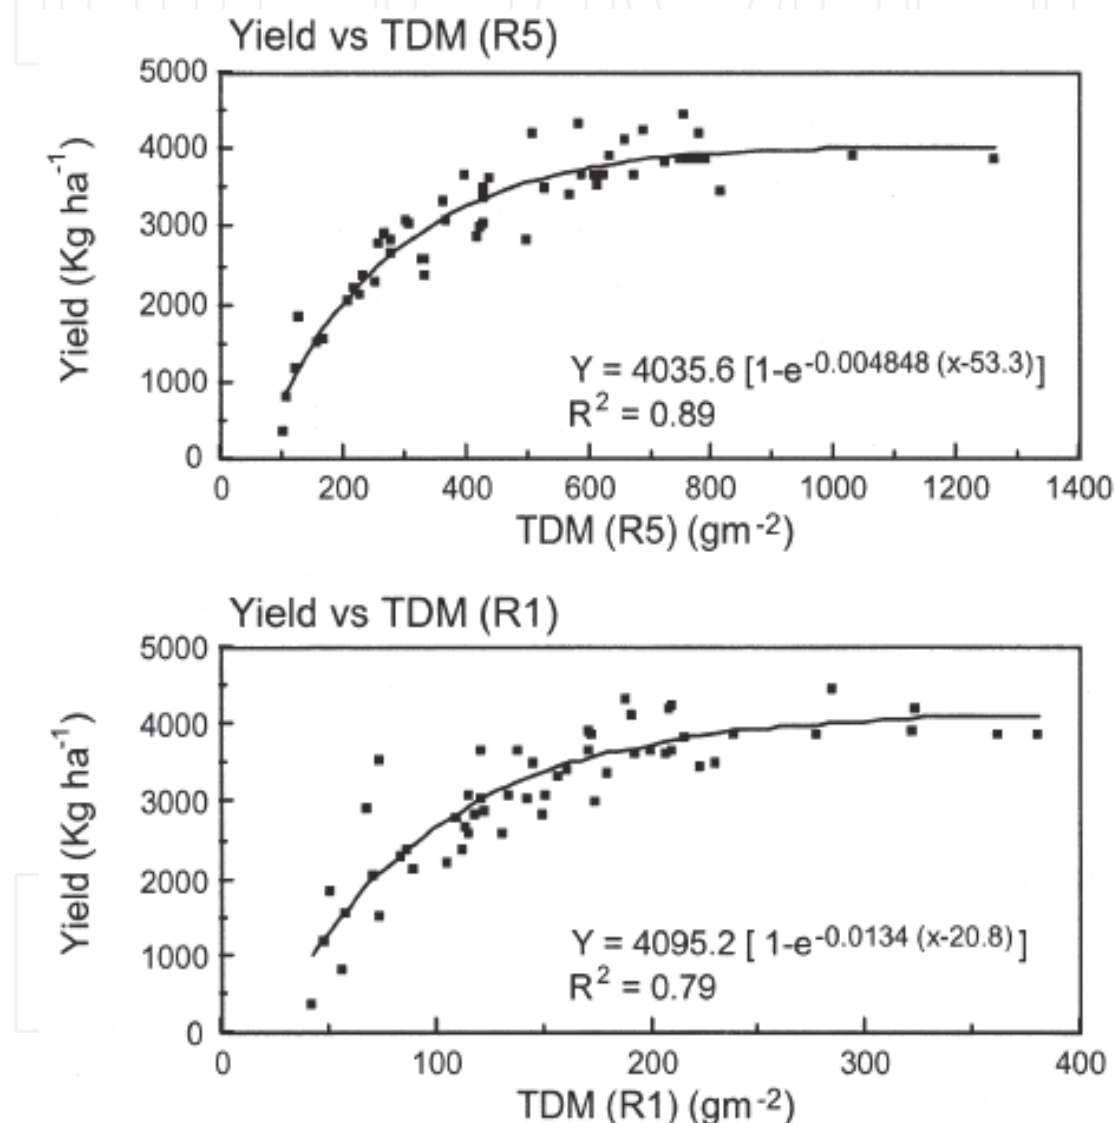 Yield vs TDM (R5)
5000
4000
3000
2000
1000
0
Yield (Kg ha-1)
Y = 4035.6 [1-e-0.004848 (x-53.3)]
R2 = 0.89
0 200 400 600 800 1000 1200 1400
TDM (R5) (gm-2)
Yield vs TDM (R1)
5000
4000
3000
2000
1000
0
Yield (Kg ha-1)
Y = 4095.2 [ 1-e-0.0134 (x-20.8) ]
R2 = 0.79
0 100 200 300 400
TDM (R1) (gm-2)